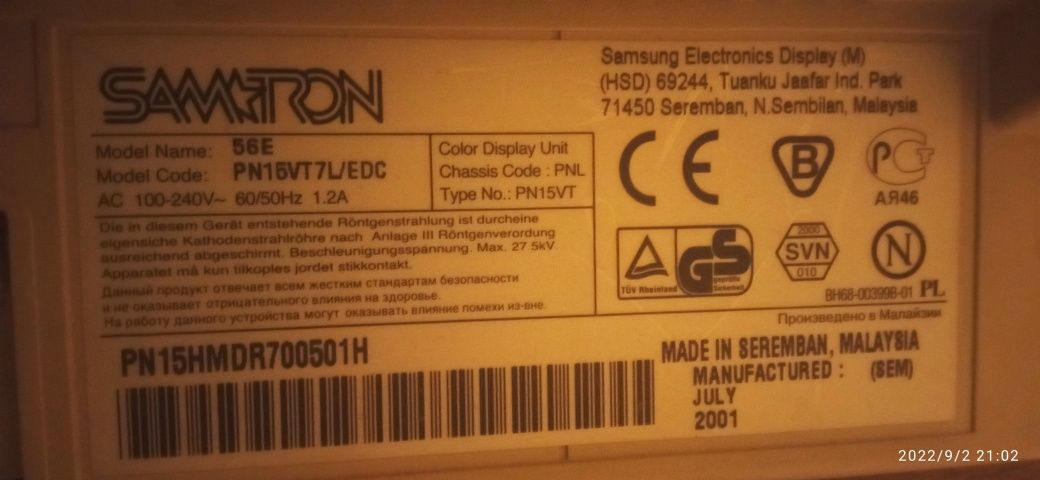 SAMTRON
Samsung Electronics Display (M)
(HSD) 69244, Tuanku Jaafar Ind. Park
71450 Seremban, N.Sembilan, Malaysia
Model Name: 56E
Model Code: PN15VT7L/EDC
AC 100-240V~ 60/50Hz 1.2A
Color Display Unit
Chassis Code : PNL
Type No.: PN15VT
CE
B
PCT
АЯ46
Die in diesem Gerät entstehende Röntgenstrahlung ist durcheine
eigensiche Kathodenstrahlröhre nach Anlage III Röntgenverordung
ausreichend abgeschirmt. Beschleunigungsspannung. Max. 27.5kV.
Apparatet må kun tilkoples jordet stikkontakt.
Данный продукт отвечает всем жестким стандартам безопасности
и не оказывает отрицательного влияния на здоровье.
На работу данного устройства могут оказывать влияние помехи из-вне.
TÜV Rheinland
GS
geprüfte
Sicherheit
2000
SVN
010
N
BH68-00399B-01 PL
Произведено в Малайзии
PN15HMDR700501H
MADE IN SEREMBAN, MALAYSIA
MANUFACTURED : (SEM)
JULY
2001
2022/9/2 21:02